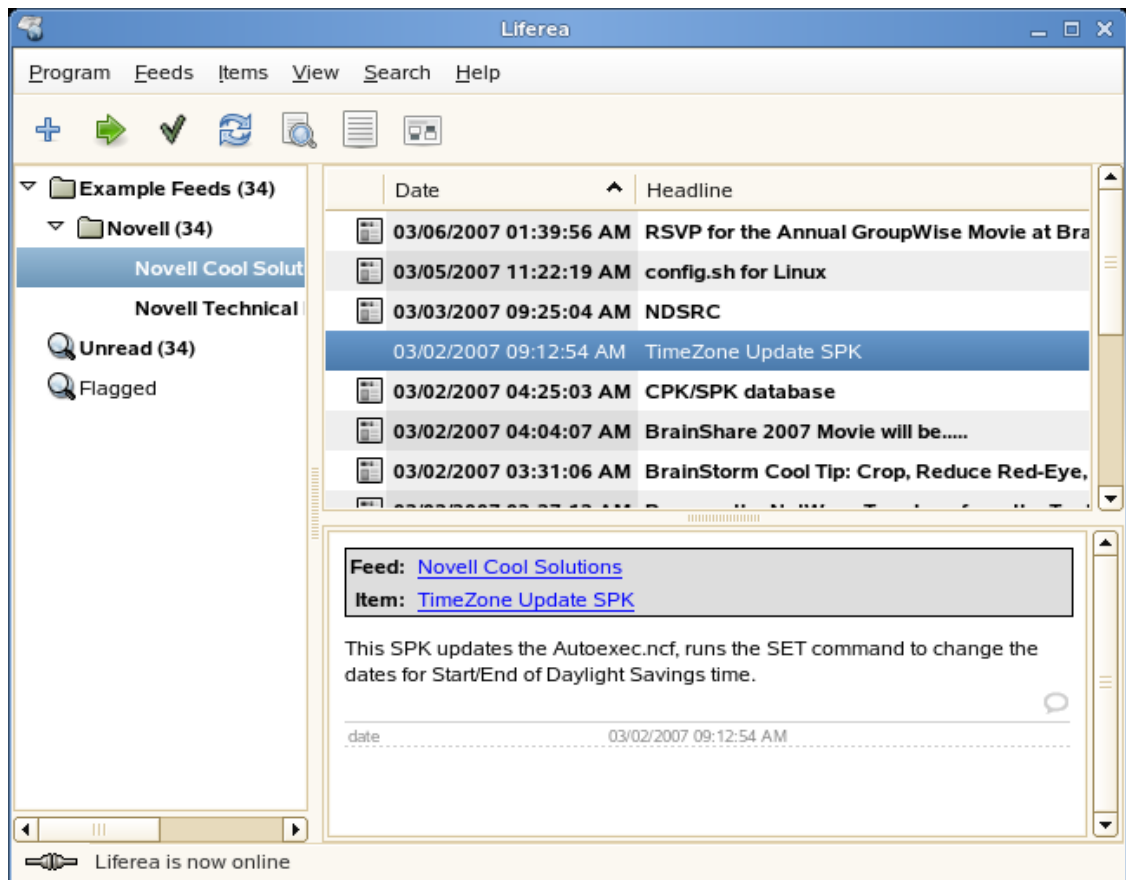 Liferea
Program Feeds Items View Search Help
Example Feeds (34)
Novell (34)
Novell Cool Solut
Novell Technical
Unread (34)
Flagged
Date Headline
03/06/2007 01:39:56 AM RSVP for the Annual GroupWise Movie at Bra
03/05/2007 11:22:19 AM config.sh for Linux
03/03/2007 09:25:04 AM NDSRC
03/02/2007 09:12:54 AM TimeZone Update SPK
03/02/2007 04:25:03 AM CPK/SPK database
03/02/2007 04:04:07 AM BrainShare 2007 Movie will be.....
03/02/2007 03:31:06 AM BrainStorm Cool Tip: Crop, Reduce Red-Eye,
Feed: Novell Cool Solutions
Item: TimeZone Update SPK
This SPK updates the Autoexec.ncf, runs the SET command to change the
dates for Start/End of Daylight Savings time.
date 03/02/2007 09:12:54 AM
Liferea is now online